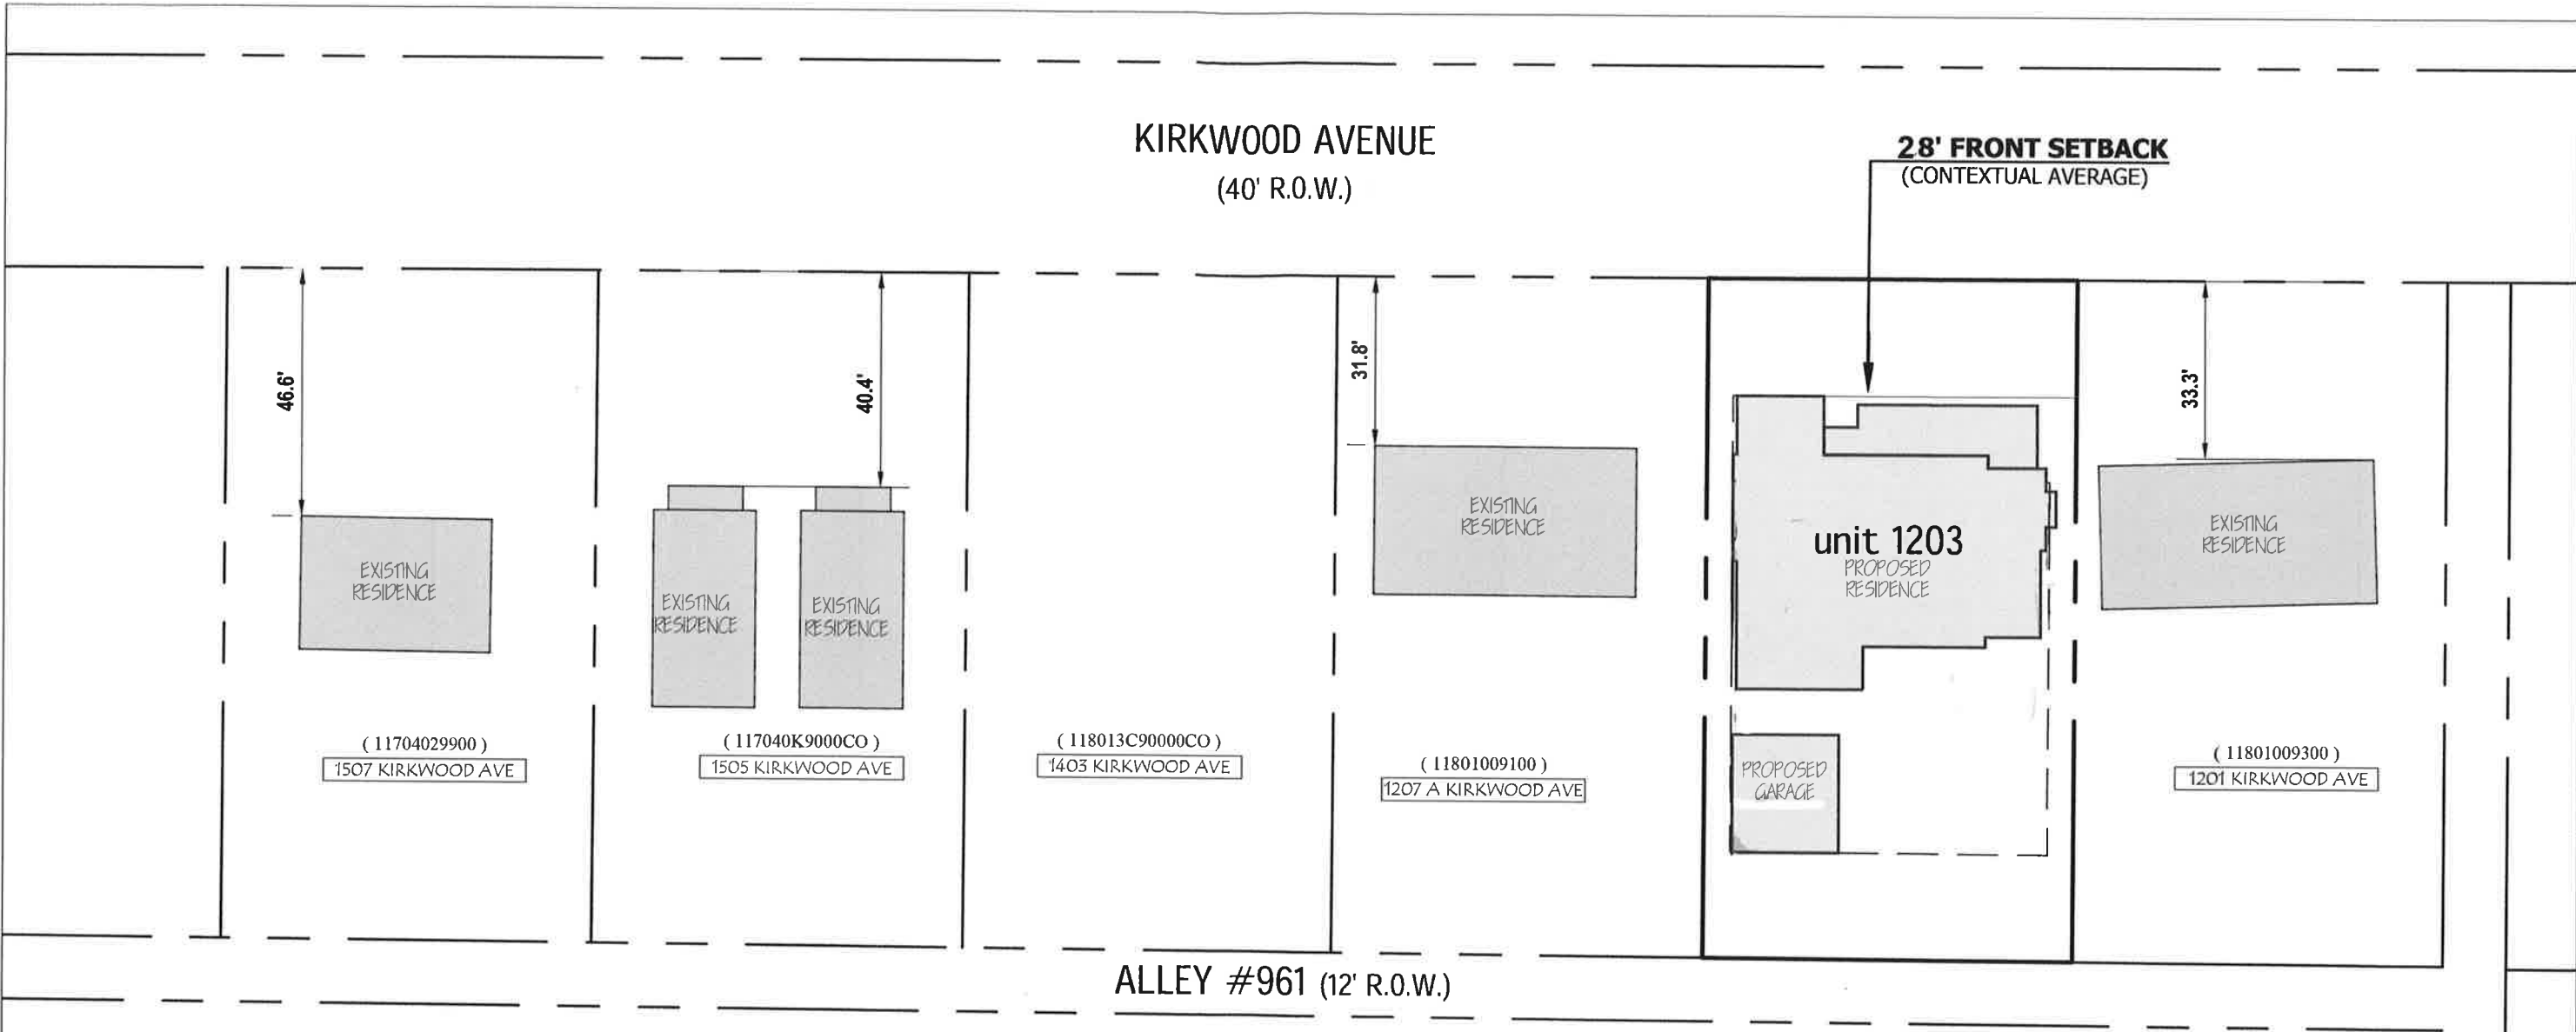 KIRKWOOD AVENUE
(40' R.O.W.)
28' FRONT SETBACK
(CONTEXTUAL AVERAGE)
46.6'
40.4'
31.8'
33.3'
EXISTING
RESIDENCE
EXISTING
RESIDENCE
EXISTING
RESIDENCE
EXISTING
RESIDENCE
unit 1203
PROPOSED
RESIDENCE
EXISTING
RESIDENCE
( 11704029900 )
1507 KIRKWOOD AVE
( 117040K9000CO )
1505 KIRKWOOD AVE
( 118013C90000CO )
1403 KIRKWOOD AVE
( 11801009100 )
1207 A KIRKWOOD AVE
PROPOSED
GARAGE
( 11801009300 )
1201 KIRKWOOD AVE
ALLEY #961 (12' R.O.W.)